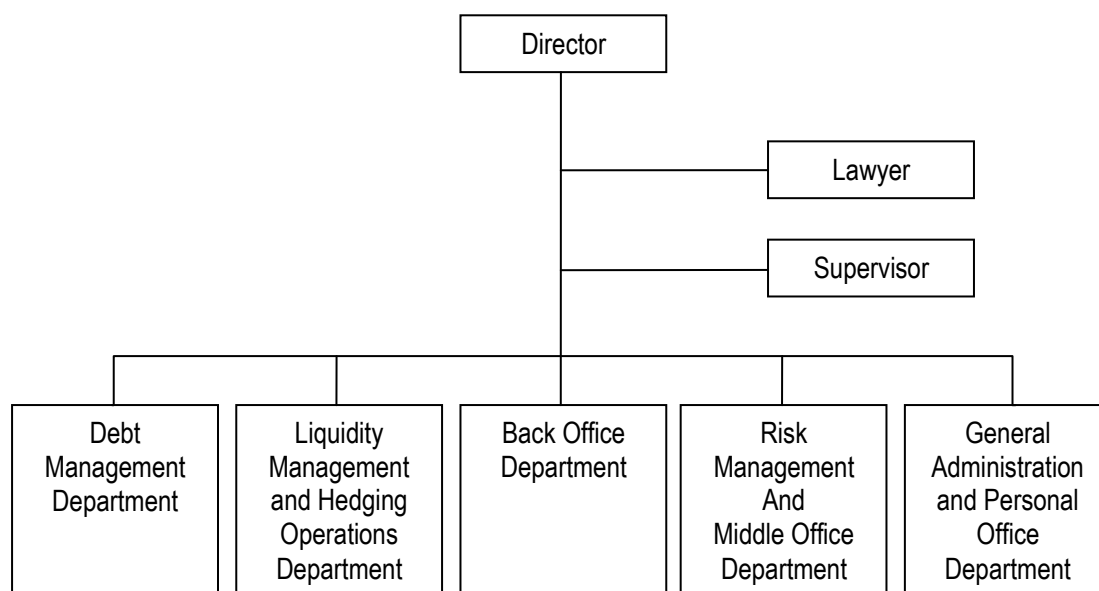 Director
Lawyer
Supervisor
Debt
Management
Department
Liquidity
Management
and Hedging
Operations
Department
Back Office
Department
Risk
Management
And
Middle Office
Department
General
Administration
and Personal
Office
Department